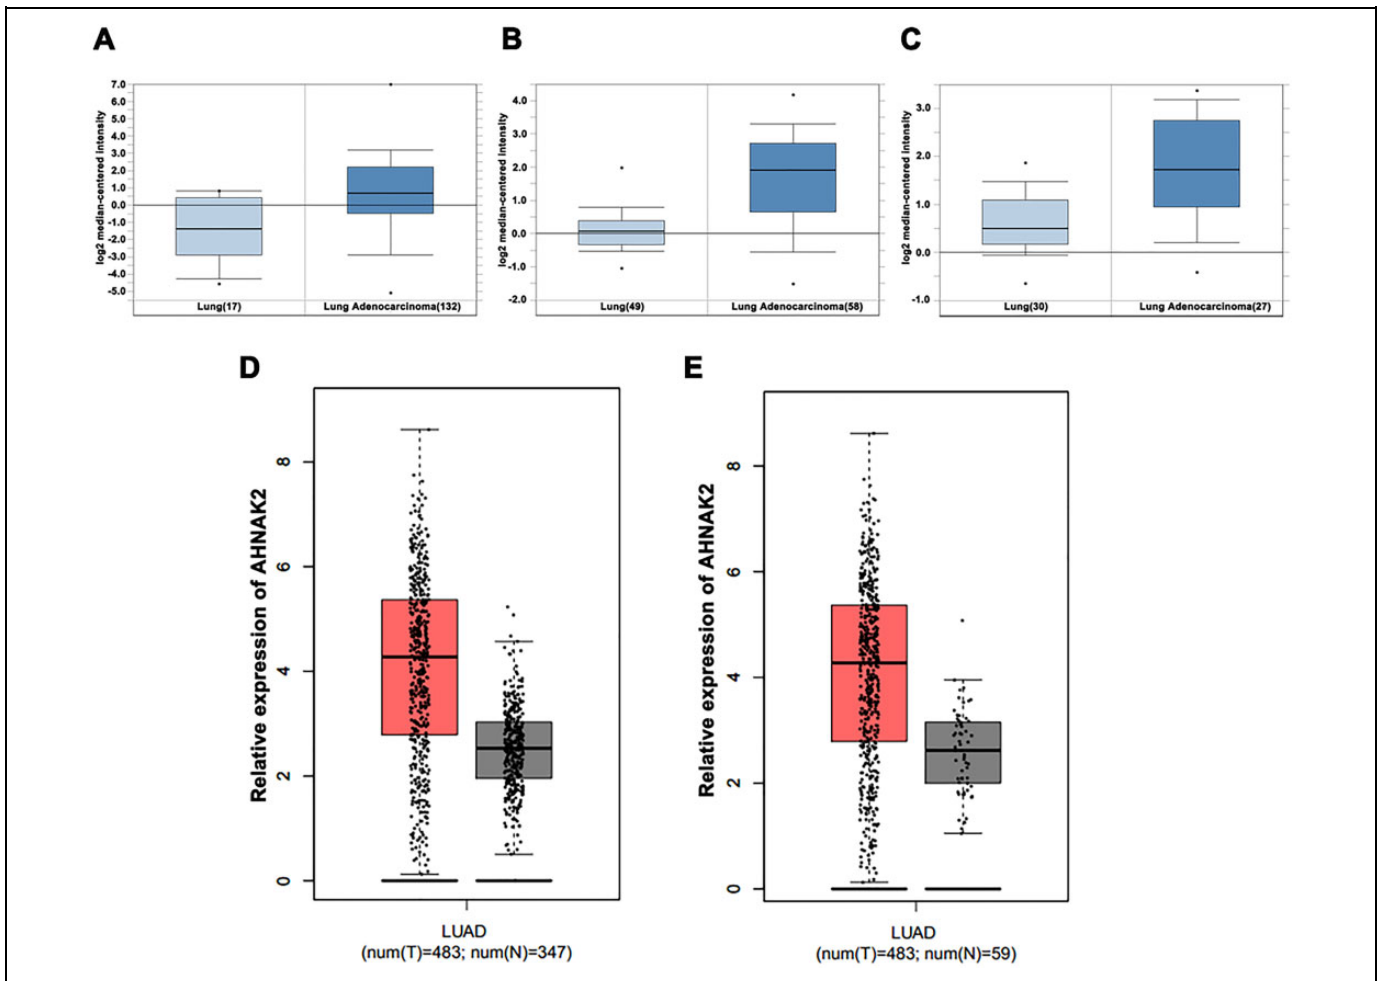 A
B
C
log2 median-centered intensity
7.0
6.0
5.0
4.0
3.0
2.0
1.0
0.0
-1.0
-2.0
-3.0
-4.0
-5.0
Lung(17)
Lung Adenocarcinoma(132)
log2 median-centered intensity
4.0
3.0
2.0
1.0
0.0
-1.0
-2.0
Lung(49)
Lung Adenocarcinoma(58)
log2 median-centered intensity
3.0
2.0
1.0
0.0
-1.0
Lung(30)
Lung Adenocarcinoma(27)
D
Relative expression of AHNAK2
8
6
4
2
0
LUAD
(num(T)=483; num(N)=347)
E
Relative expression of AHNAK2
8
6
4
2
0
LUAD
(num(T)=483; num(N)=59)